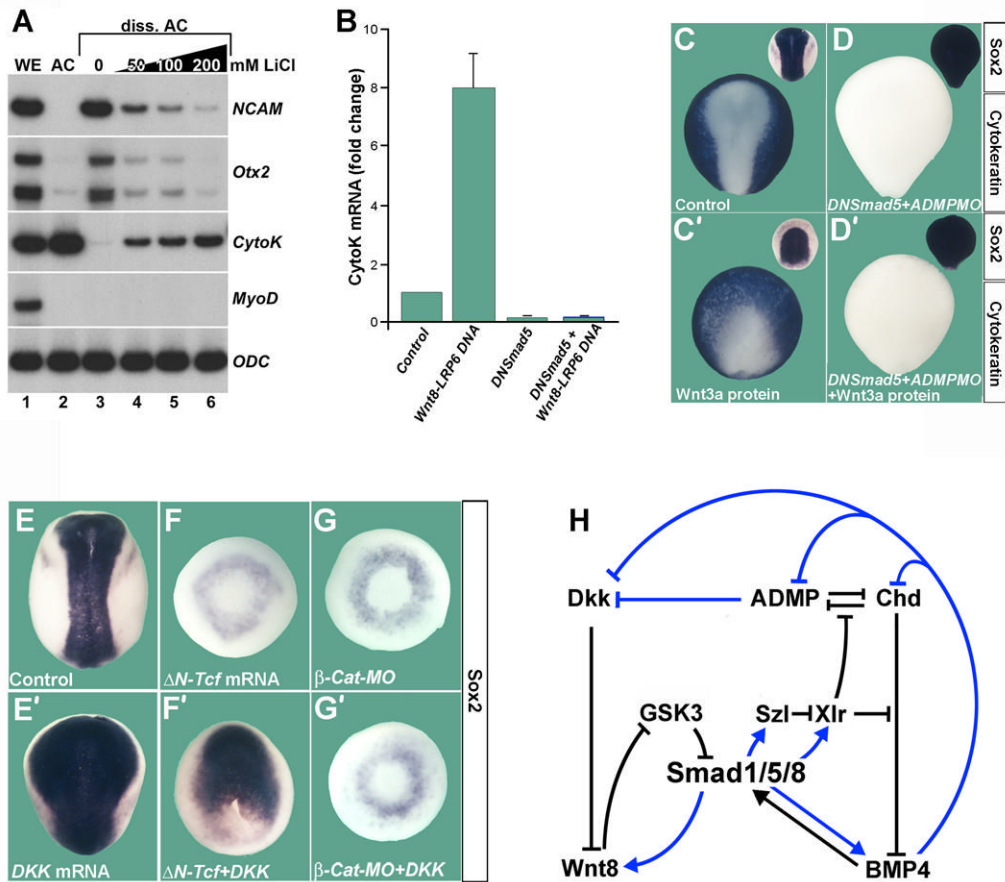 A
diss. AC
WE AC 0 50 100 200 mM LiCl
NCAM
Otx2
CytoK
MyoD
ODC
1 2 3 4 5 6
B
CytoK mRNA (fold change)
10
8
6
4
2
0
Control
Wnt8-LRP6 DNA
DNSmad5
DNSmad5 +
Wnt8-LRP6 DNA
C
Control
D
DNSmad5+ADMPMO
Sox2
Cytokeratin
C'
Wnt3a protein
D'
DNSmad5+ADMPMO
+Wnt3a protein
Sox2
Cytokeratin
E
Control
F
ΔN-Tcf mRNA
G
β-Cat-MO
E'
DKK mRNA
F'
ΔN-Tcf+DKK
G'
β-Cat-MO+DKK
Sox2
H
Dkk ADMP Chd
GSK3 Szl Xlr
Smad1/5/8
Wnt8 BMP4